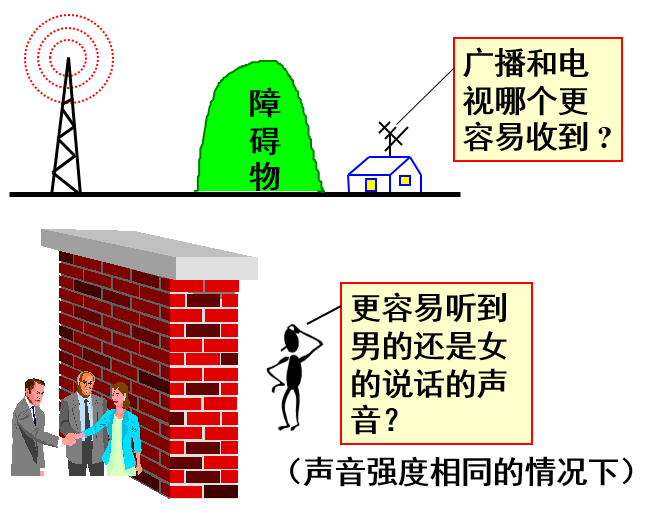 障
碍
物
广播和电
视哪个更
容易收到？
更容易听到
男的还是女
的说话的声
音？
（声音强度相同的情况下）